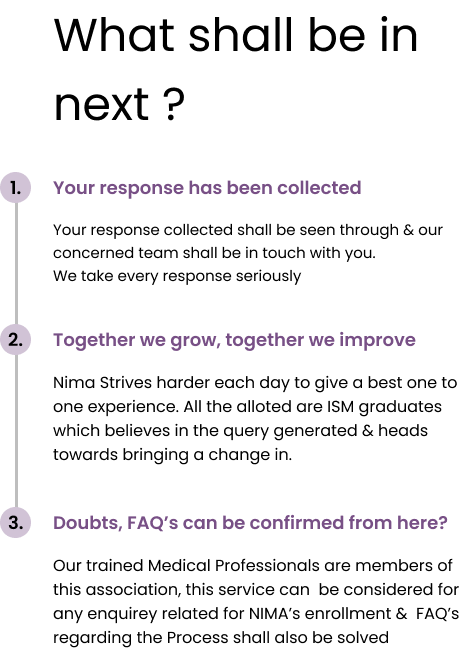 What shall be in
next ?
1.
Your response has been collected
Your response collected shall be seen through & our
concerned team shall be in touch with you.
We take every response seriously
2.
Together we grow, together we improve
Nima Strives harder each day to give a best one to
one experience. All the alloted are ISM graduates
which believes in the query generated & heads
towards bringing a change in.
3.
Doubts, FAQ’s can be confirmed from here?
Our trained Medical Professionals are members of
this association, this service can  be considered for
any enquirey related for NIMA’s enrollment &  FAQ’s
regarding the Process shall also be solved